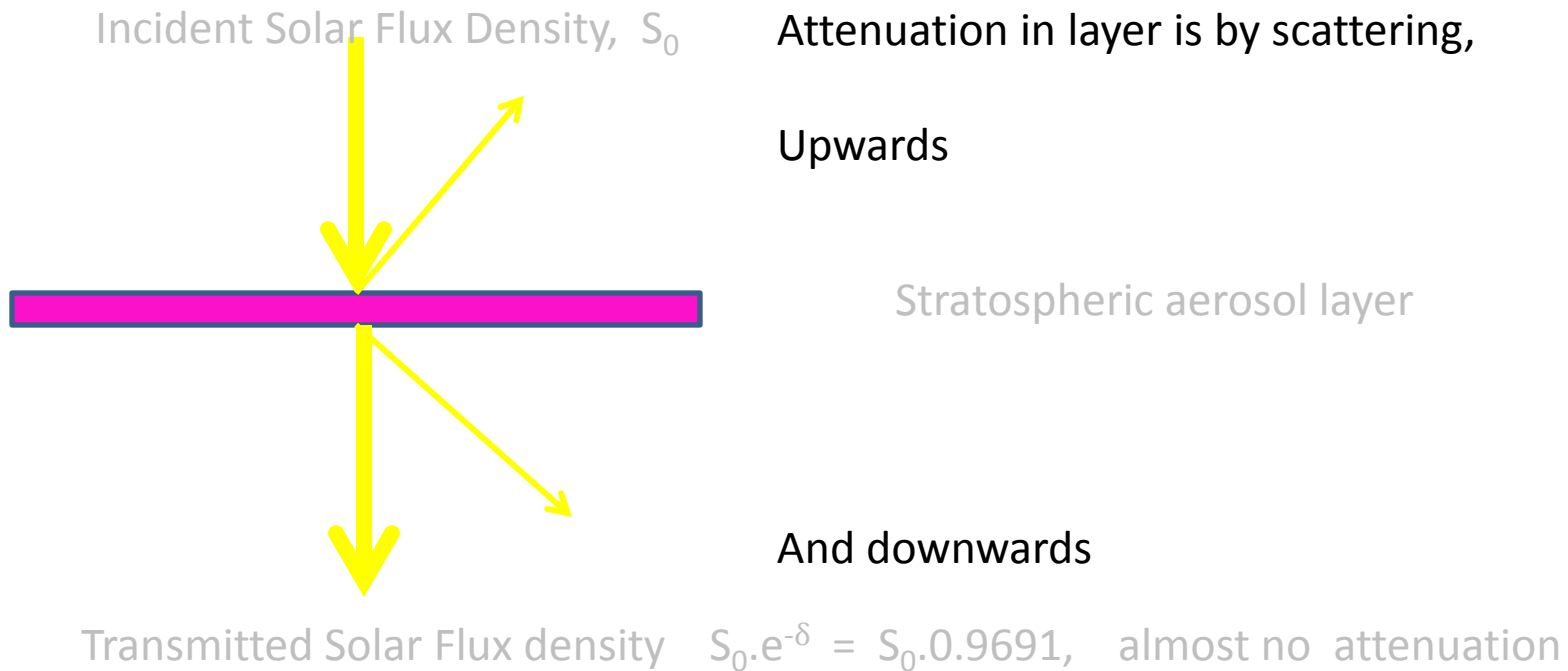 Incident Solar Flux Density, S₀
Attenuation in layer is by scattering,
Upwards
Stratospheric aerosol layer
And downwards
Transmitted Solar Flux density S₀.e⁻ᵟ = S₀.0.9691, almost no attenuation